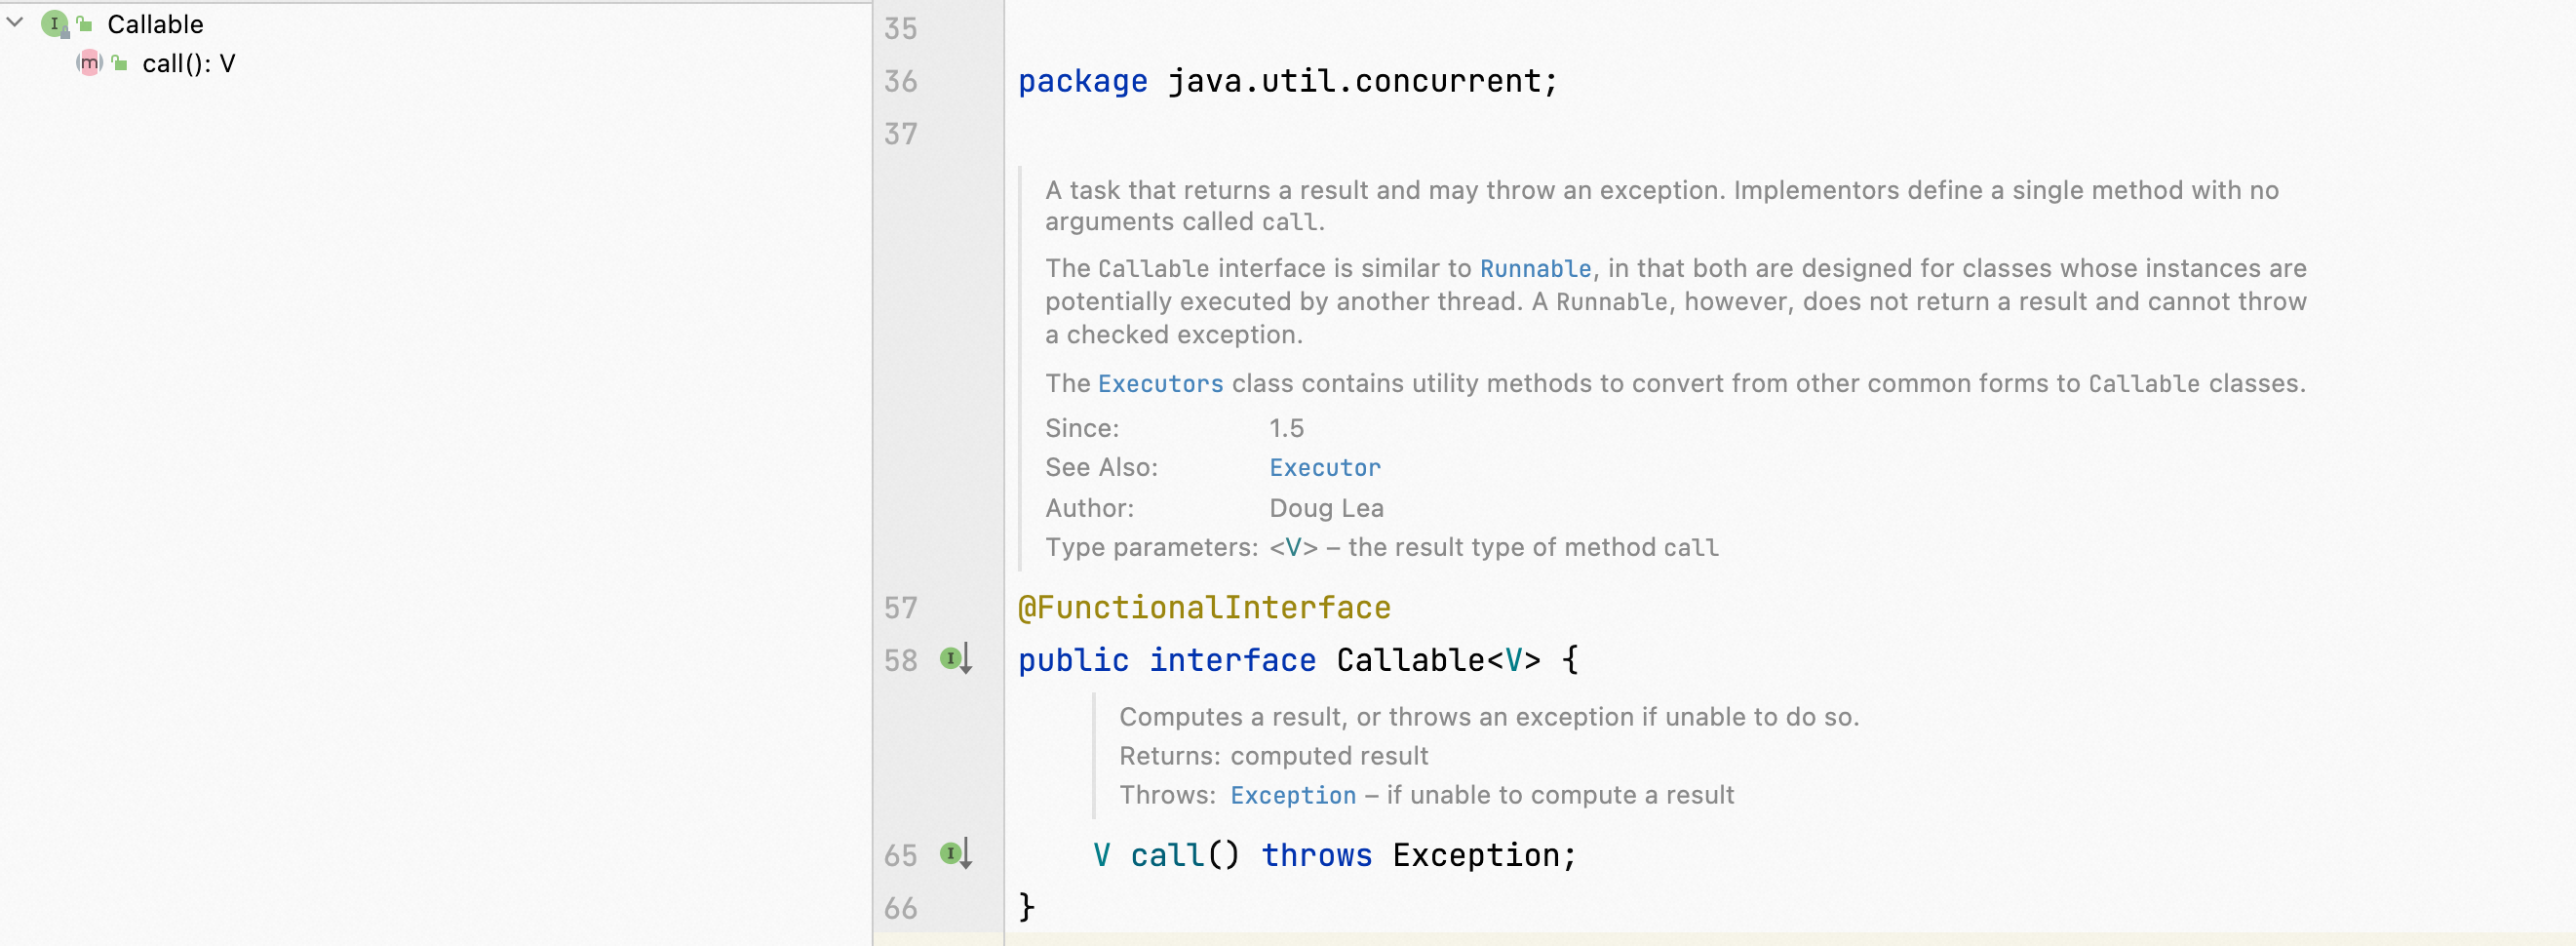 Callable
call(): V
35
36 package java.util.concurrent;
37
A task that returns a result and may throw an exception. Implementors define a single method with no
arguments called call.
The Callable interface is similar to Runnable, in that both are designed for classes whose instances are
potentially executed by another thread. A Runnable, however, does not return a result and cannot throw
a checked exception.
The Executors class contains utility methods to convert from other common forms to Callable classes.
Since: 1.5
See Also: Executor
Author: Doug Lea
Type parameters: <V> – the result type of method call
57 @FunctionalInterface
58 public interface Callable<V> {
Computes a result, or throws an exception if unable to do so.
Returns: computed result
Throws: Exception – if unable to compute a result
65 V call() throws Exception;
66 }